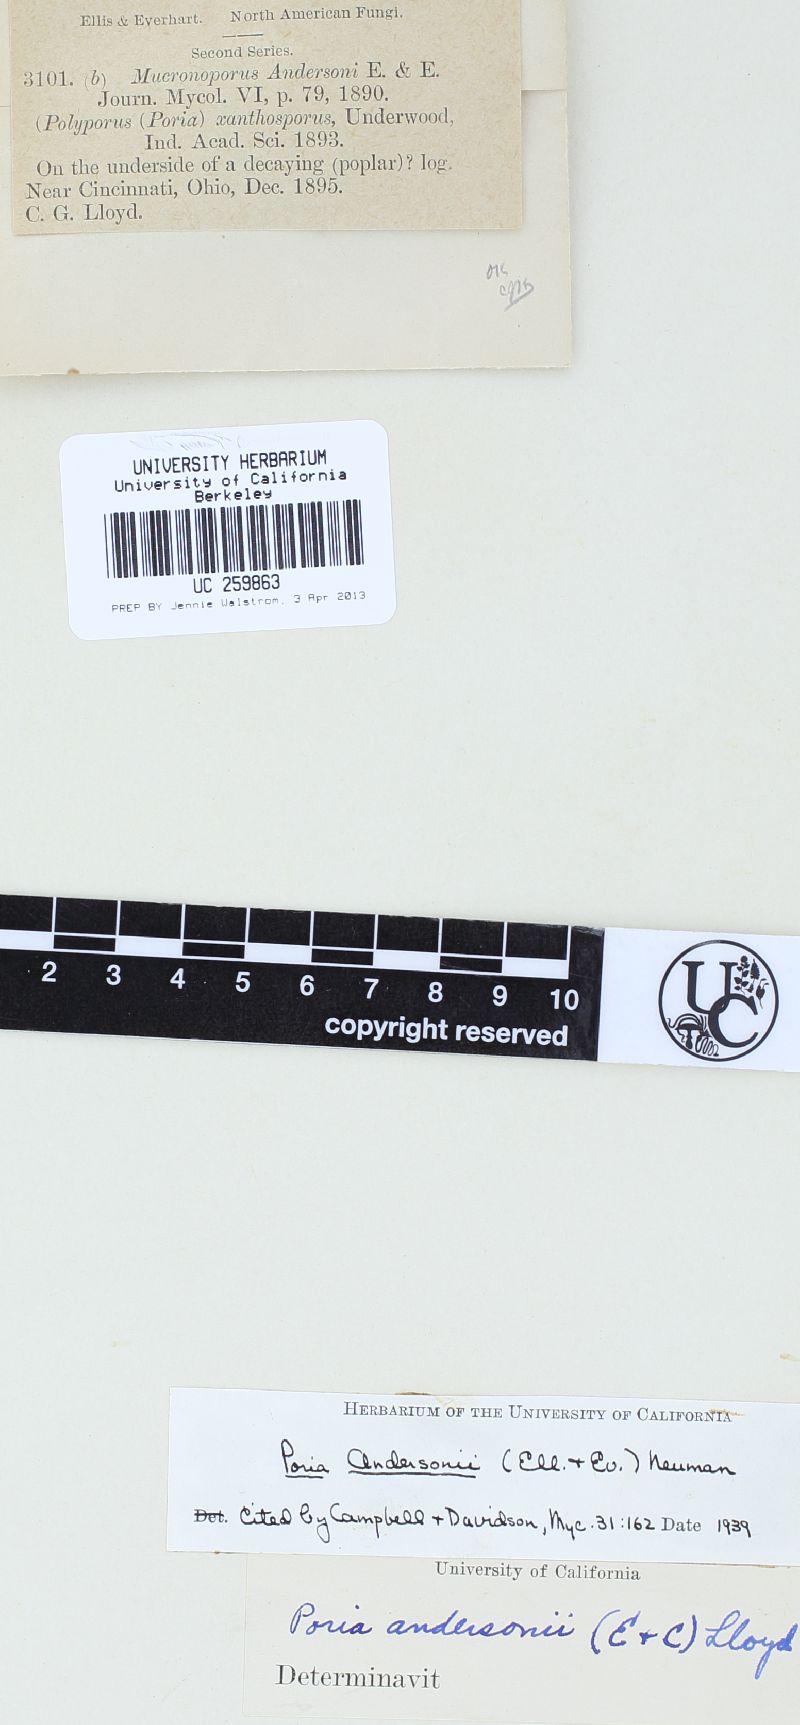 Ellis & Everhart. North American Fungi.
Second Series.
3101. (b) Mucronoporus Andersoni E. & E.
Journ. Mycol. VI, p. 79, 1890.
(Polyporus (Poria) xanthosporus, Underwood,
Ind. Acad. Sci. 1893.
On the underside of a decaying (poplar)? log.
Near Cincinnati, Ohio, Dec. 1895.
C. G. Lloyd.
UNIVERSITY HERBARIUM
University of California
Berkeley
UC 259863
PREP BY Jennie Walstrom, 3 Apr 2013
2 3 4 5 6 7 8 9 10
copyright reserved
UC
HERBARIUM OF THE UNIVERSITY OF CALIFORNIA
Poria Andersonii (Ell. + Ev.) Neuman
Det. Cited by Campbell + Davidson, Myc. 31:162 Date 1939
University of California
Poria andersonii (E + C) Lloyd
Determinavit